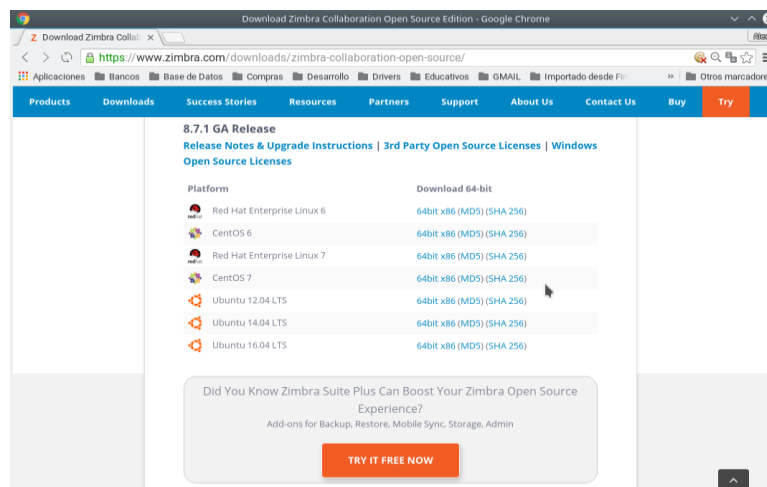 Download Zimbra Collaboration Open Source Edition - Google Chrome
Z Download Zimbra Collab
https://www.zimbra.com/downloads/zimbra-collaboration-open-source/
Aplicaciones Bancos Base de Datos Compras Desarrollo Drivers Educativos GMAIL Importado desde Fir » Otros marcadore
Products Downloads Success Stories Resources Partners Support About Us Contact Us Buy Try
8.7.1 GA Release
Release Notes & Upgrade Instructions | 3rd Party Open Source Licenses | Windows
Open Source Licenses
Platform Download 64-bit
redhat Red Hat Enterprise Linux 6 64bit x86 (MD5) (SHA 256)
CentOS 6 64bit x86 (MD5) (SHA 256)
redhat Red Hat Enterprise Linux 7 64bit x86 (MD5) (SHA 256)
CentOS 7 64bit x86 (MD5) (SHA 256)
Ubuntu 12.04 LTS 64bit x86 (MD5) (SHA 256)
Ubuntu 14.04 LTS 64bit x86 (MD5) (SHA 256)
Ubuntu 16.04 LTS 64bit x86 (MD5) (SHA 256)
Did You Know Zimbra Suite Plus Can Boost Your Zimbra Open Source
Experience?
Add-ons for Backup, Restore, Mobile Sync, Storage, Admin
TRY IT FREE NOW